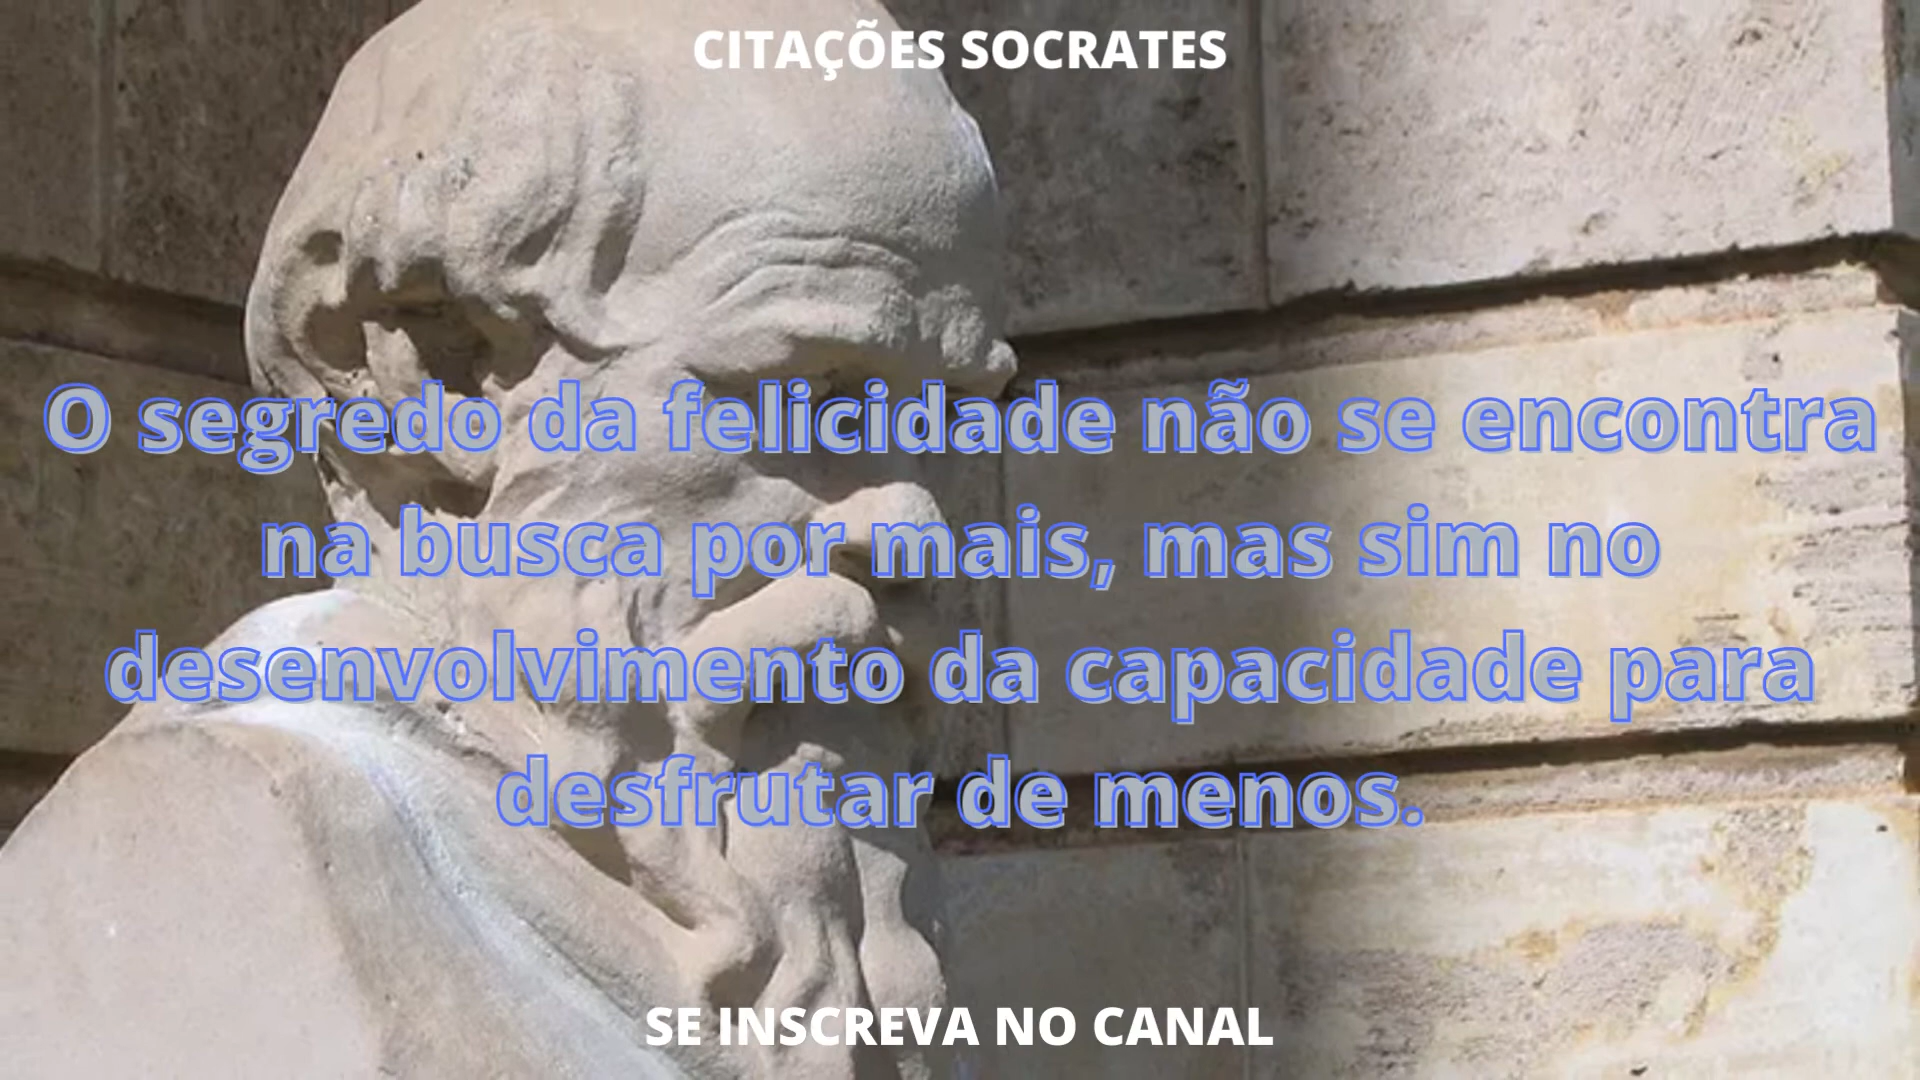 CITAÇÕES SOCRATES
O segredo da felicidade não se encontra
na busca por mais, mas sim no
desenvolvimento da capacidade para
desfrutar de menos.
SE INSCREVA NO CANAL